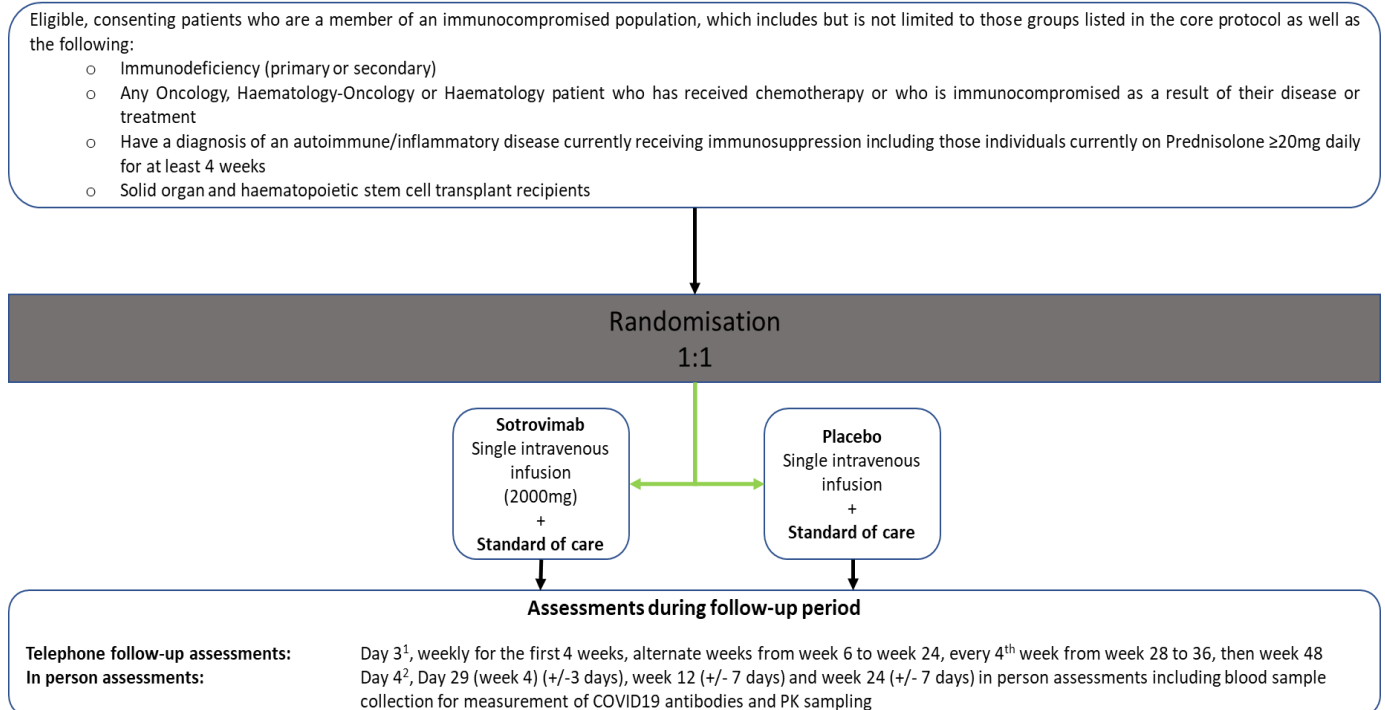 Eligible, consenting patients who are a member of an immunocompromised population, which includes but is not limited to those groups listed in the core protocol as well as
the following:
o Immunodeficiency (primary or secondary)
o Any Oncology, Haematology-Oncology or Haematology patient who has received chemotherapy or who is immunocompromised as a result of their disease or
treatment
o Have a diagnosis of an autoimmune/inflammatory disease currently receiving immunosuppression including those individuals currently on Prednisolone ≥20mg daily
for at least 4 weeks
o Solid organ and haematopoietic stem cell transplant recipients
Randomisation
1:1
Sotrovimab
Single intravenous
infusion
(2000mg)
+
Standard of care
Placebo
Single intravenous
infusion
+
Standard of care
Assessments during follow-up period
Telephone follow-up assessments: Day 3¹, weekly for the first 4 weeks, alternate weeks from week 6 to week 24, every 4th week from week 28 to 36, then week 48
In person assessments: Day 4², Day 29 (week 4) (+/-3 days), week 12 (+/- 7 days) and week 24 (+/- 7 days) in person assessments including blood sample
collection for measurement of COVID19 antibodies and PK sampling